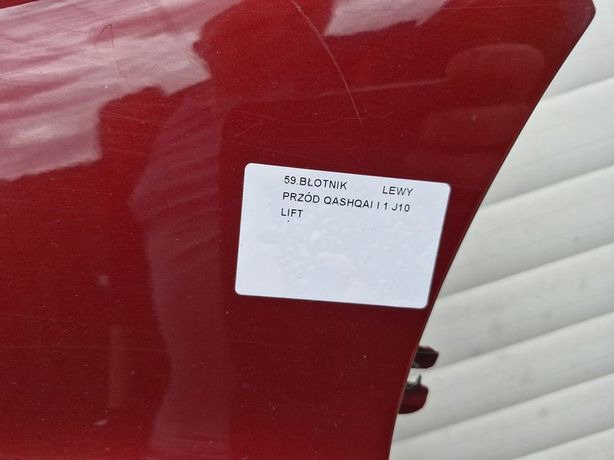 59.BŁOTNIK LEWY
PRZÓD QASHQAI I 1 J10
LIFT